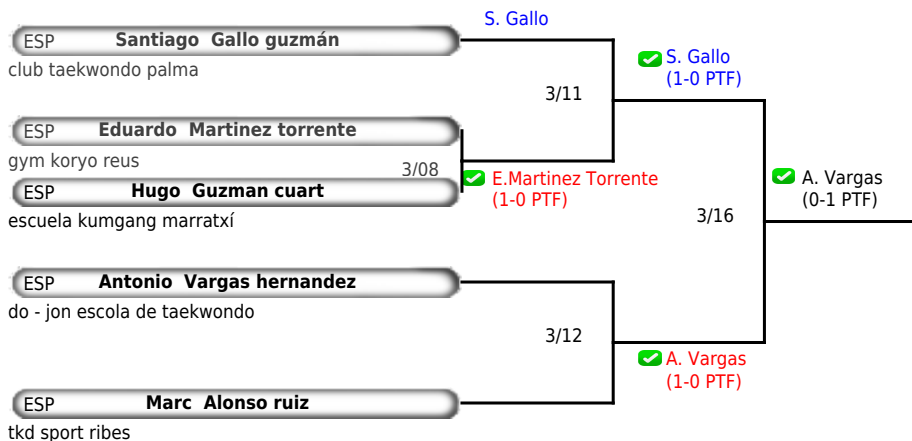 S. Gallo
ESP Santiago Gallo guzmán
club taekwondo palma
S. Gallo
(1-0 PTF)
3/11
ESP Eduardo Martinez torrente
gym koryo reus
3/08
E.Martinez Torrente
(1-0 PTF)
ESP Hugo Guzman cuart
escuela kumgang marratxí
A. Vargas
(0-1 PTF)
3/16
ESP Antonio Vargas hernandez
do - jon escola de taekwondo
3/12
A. Vargas
(1-0 PTF)
ESP Marc Alonso ruiz
tkd sport ribes